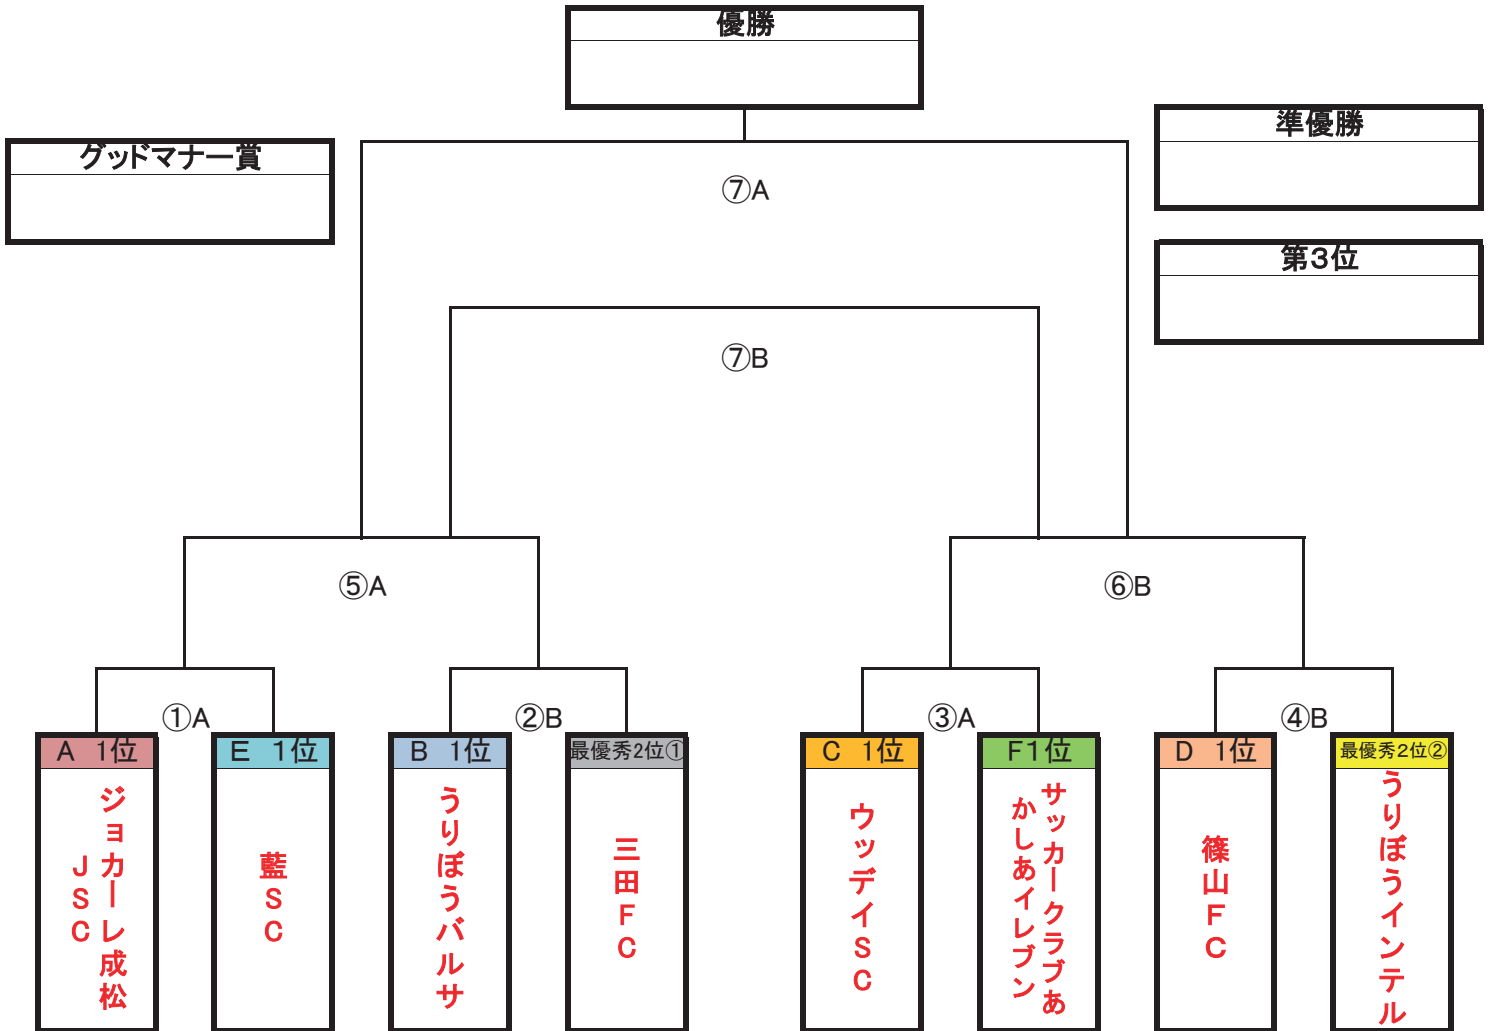 優勝
準優勝
グッドマナー賞
⑦A
第３位
⑦B
⑤A
⑥B
①A
②B
③A
④B
A　1位
E　1位
B　1位
最優秀2位①
C　1位
F1位
D　1位
最優秀2位②
ジョカーレ成松
JSC
藍SC
うりぼうバルサ
三田FC
ウッディSC
サッカークラブあ
かしあイレブン
篠山FC
うりぼうインテル